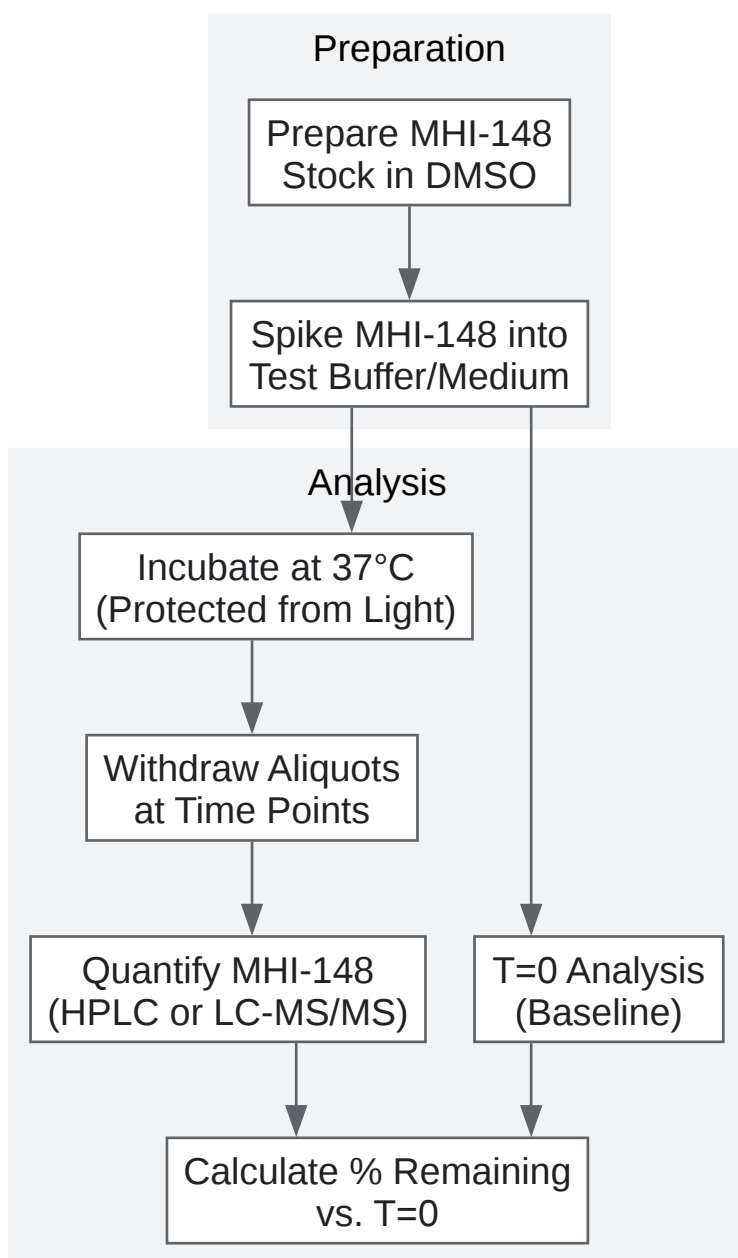 Preparation
Prepare MHI-148
Stock in DMSO
Spike MHI-148 into
Test Buffer/Medium
Analysis
Incubate at 37°C
(Protected from Light)
Withdraw Aliquots
at Time Points
Quantify MHI-148
(HPLC or LC-MS/MS)
T=0 Analysis
(Baseline)
Calculate % Remaining
vs. T=0